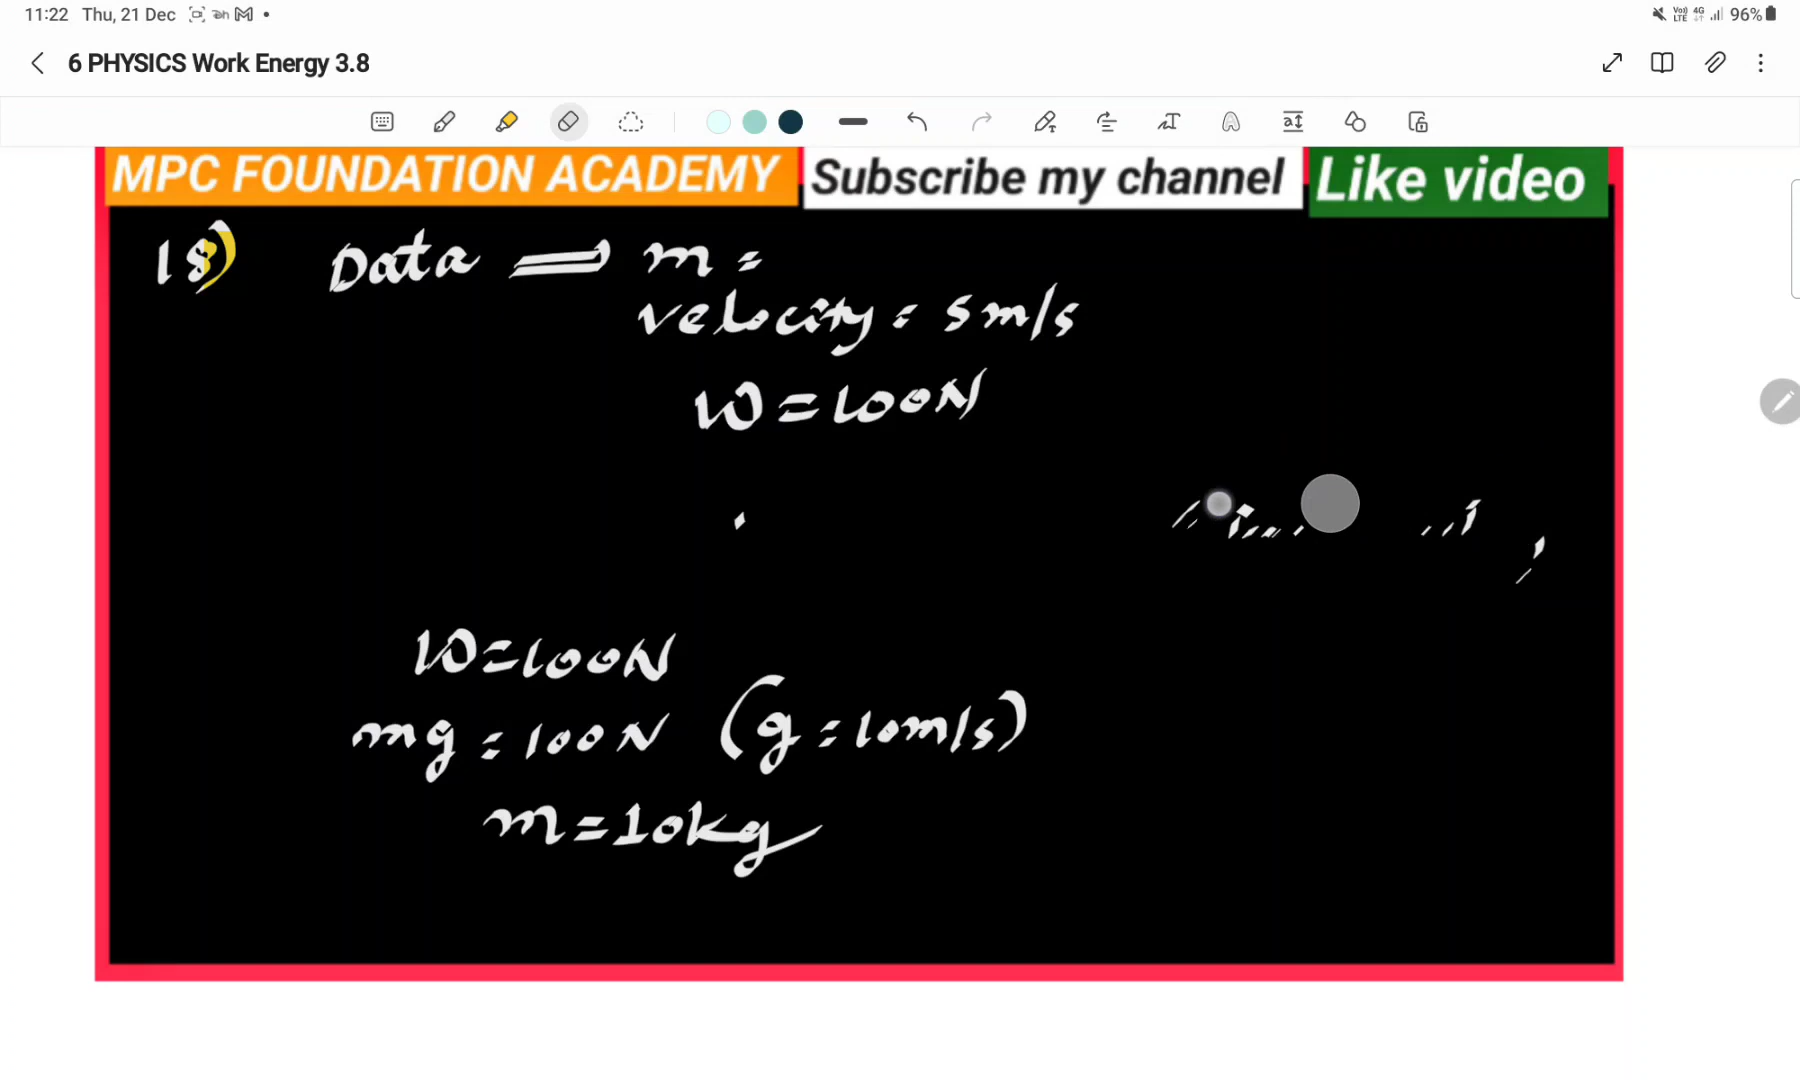 11:22 Thu, 21 Dec 96%
6 PHYSICS Work Energy 3.8
MPC FOUNDATION ACADEMY Subscribe my channel Like video
18) Data = m =
velocity = 5m/s
W = 100N
W = 100N
mg = 100N (g = 10m/s)
m = 10kg